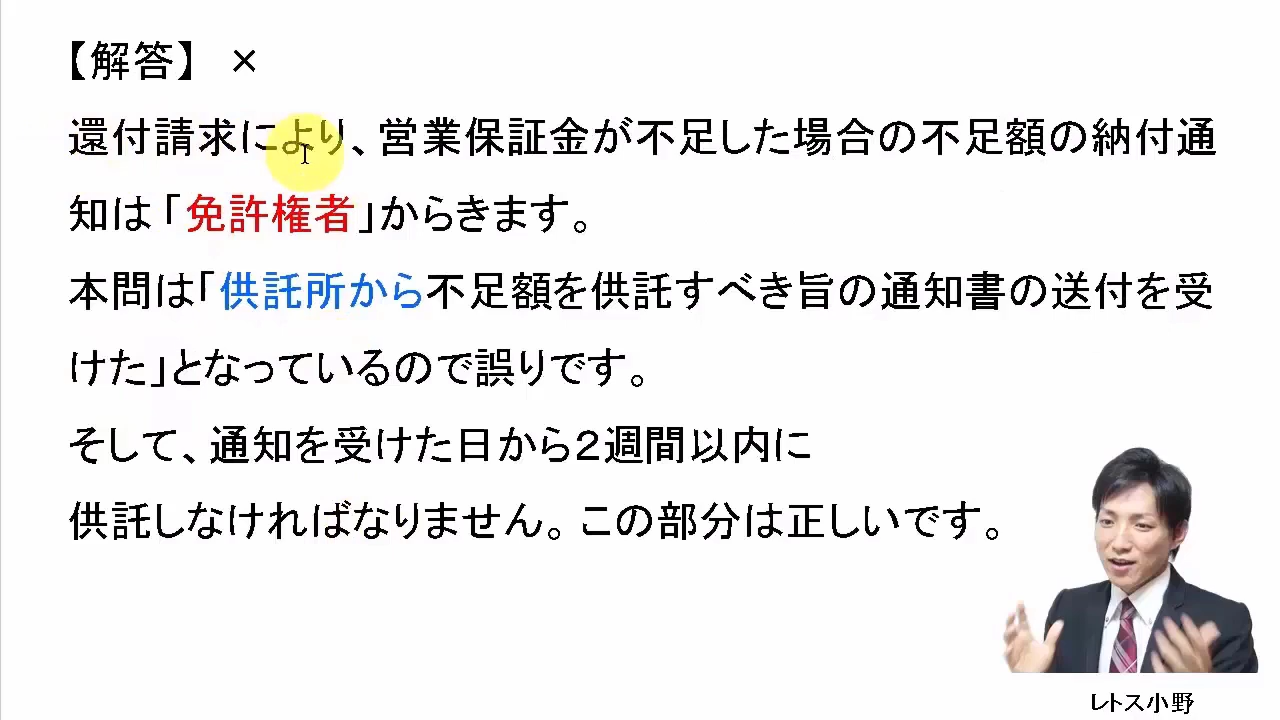 【解答】 ×
還付請求により、営業保証金が不足した場合の不足額の納付通
知は「免許権者」からきます。
本問は「供託所から不足額を供託すべき旨の通知書の送付を受
けた」となっているので誤りです。
そして、通知を受けた日から２週間以内に
供託しなければなりません。この部分は正しいです。
レトス小野